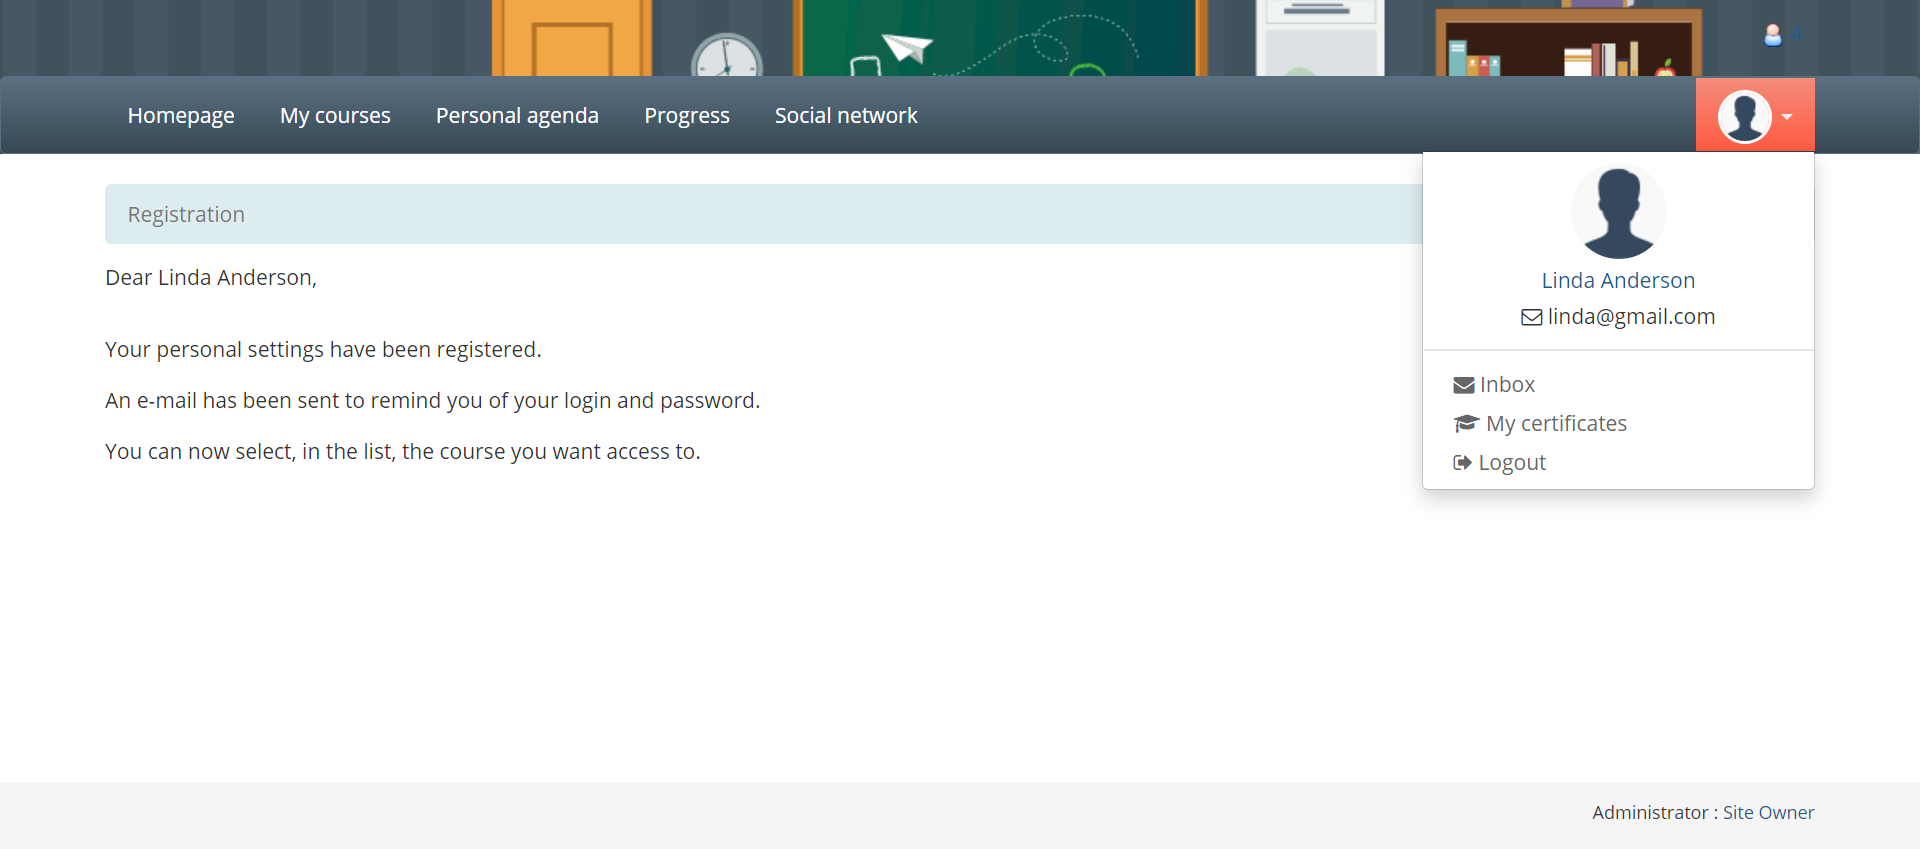 4
Homepage My courses Personal agenda Progress Social network
Registration
Dear Linda Anderson,
Your personal settings have been registered.
An e-mail has been sent to remind you of your login and password.
You can now select, in the list, the course you want access to.
Linda Anderson
linda@gmail.com
Inbox
My certificates
Logout
Administrator : Site Owner